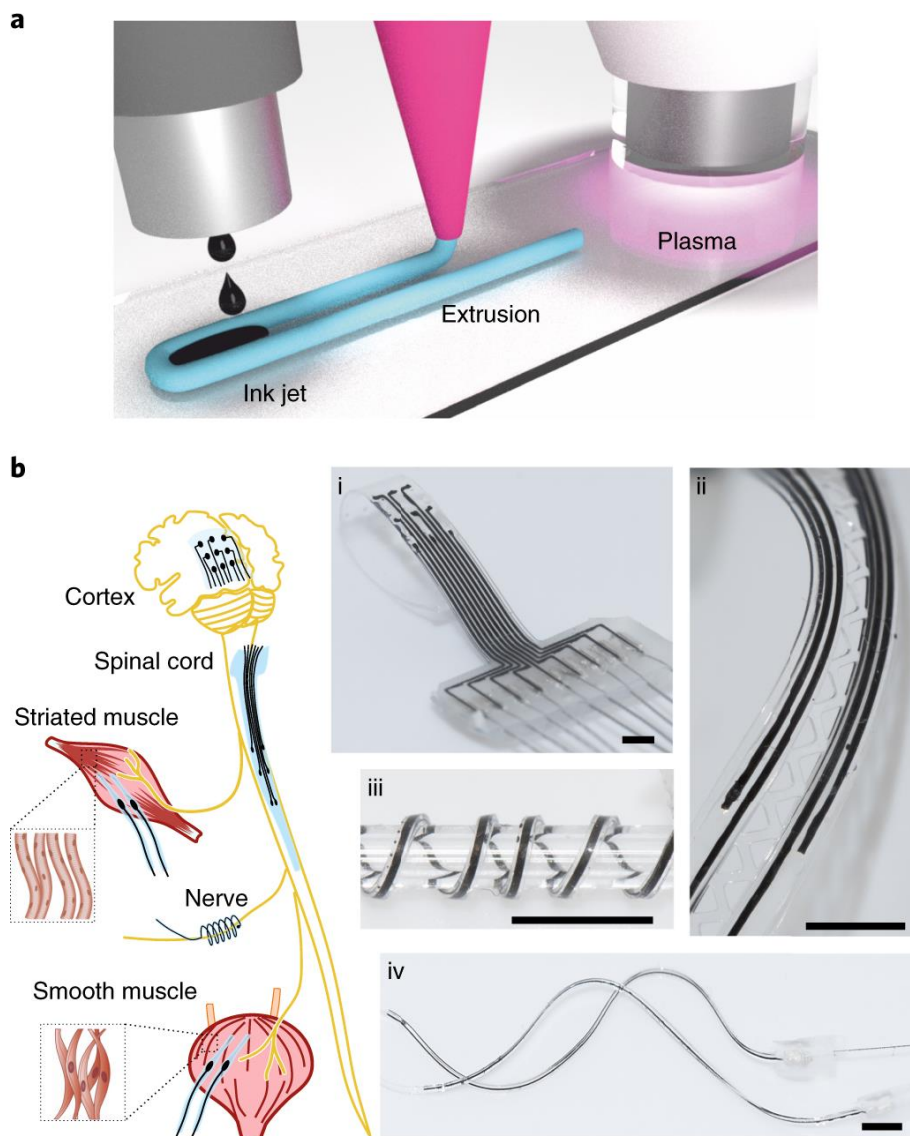 a
Plasma
Extrusion
Ink jet
b
i
ii
Cortex
Spinal cord
Striated muscle
iii
Nerve
Smooth muscle
iv